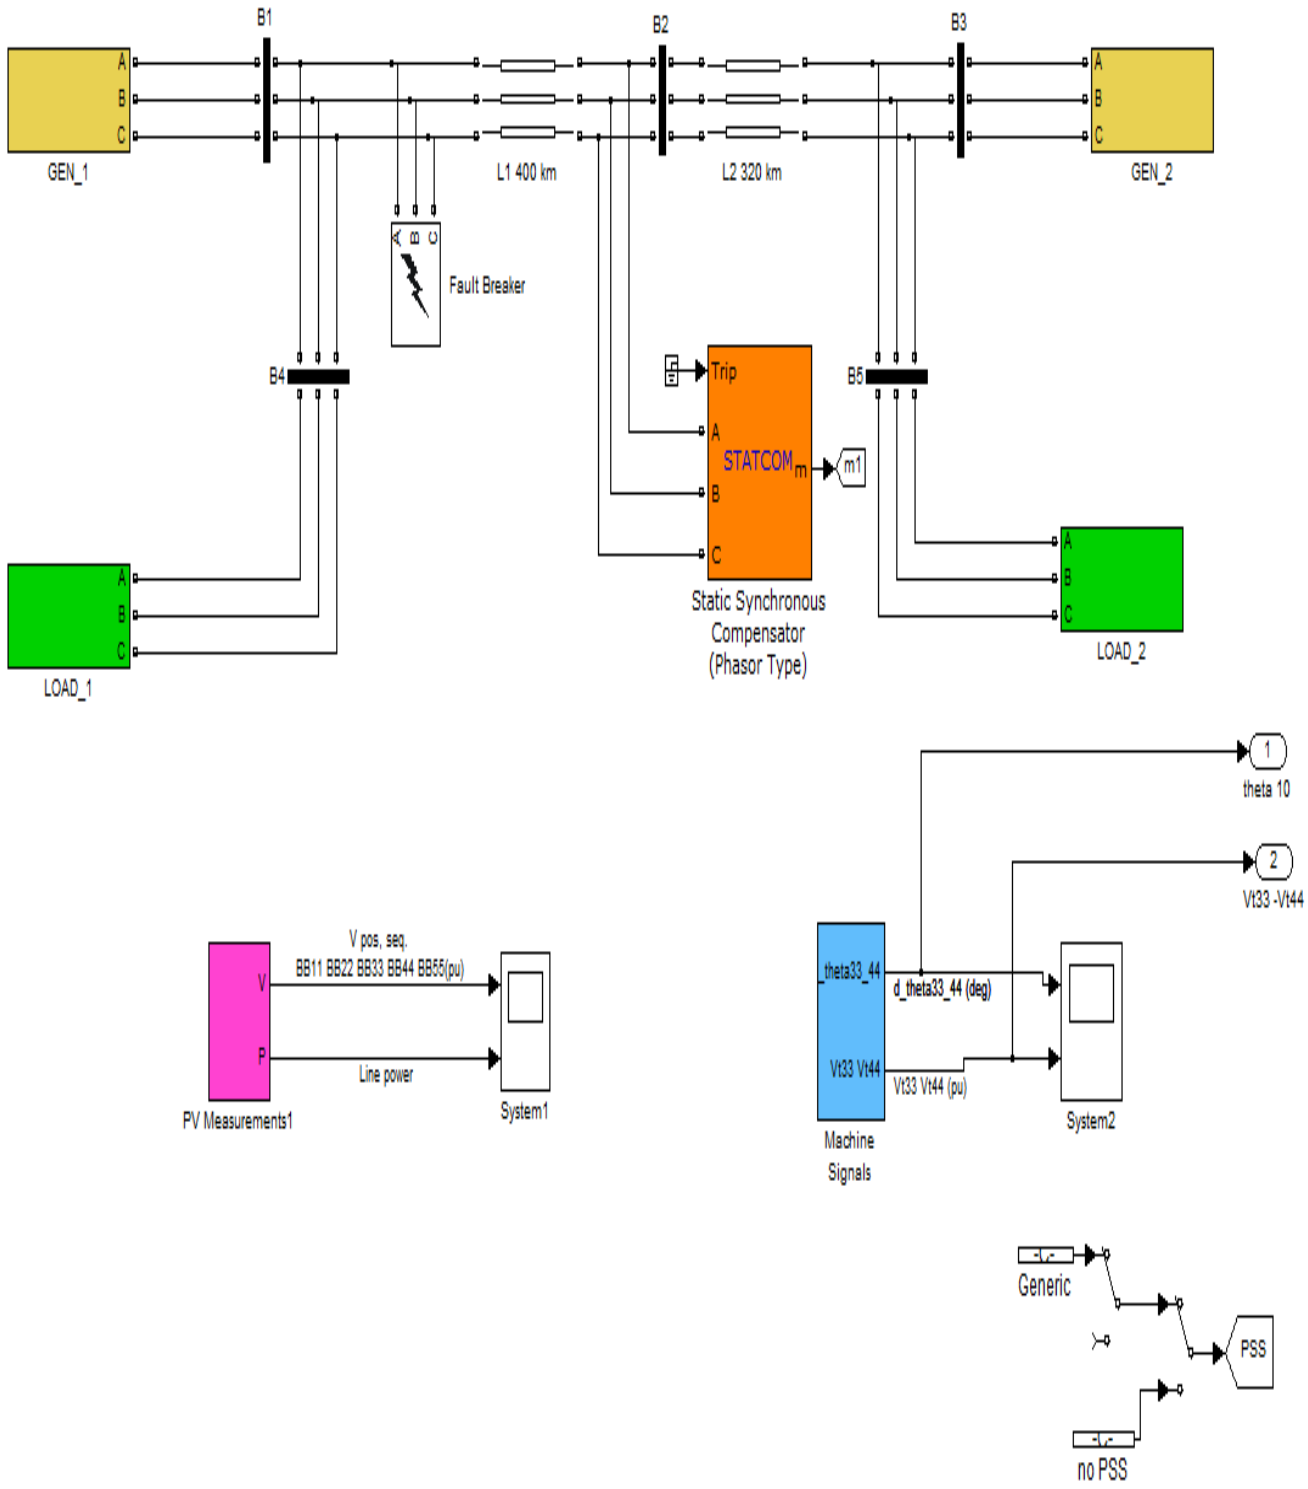 B1
B2
B3
A
B
C
GEN_1
L1 400 km
L2 320 km
A
B
C
GEN_2
A B C
Fault Breaker
B4
B5
Trip
A
STATCOM
m
m1
B
C
Static Synchronous
Compensator
(Phasor Type)
A
B
C
LOAD_1
A
B
C
LOAD_2
1
theta 10
2
Vt33 -Vt44
V pos, seq.
BB11 BB22 BB33 BB44 BB55(pu)
V
P
Line power
PV Measurements1
System1
_theta33_44
d_theta33_44 (deg)
Vt33 Vt44
Vt33 Vt44 (pu)
Machine
Signals
System2
-C-
Generic
PSS
-C-
no PSS